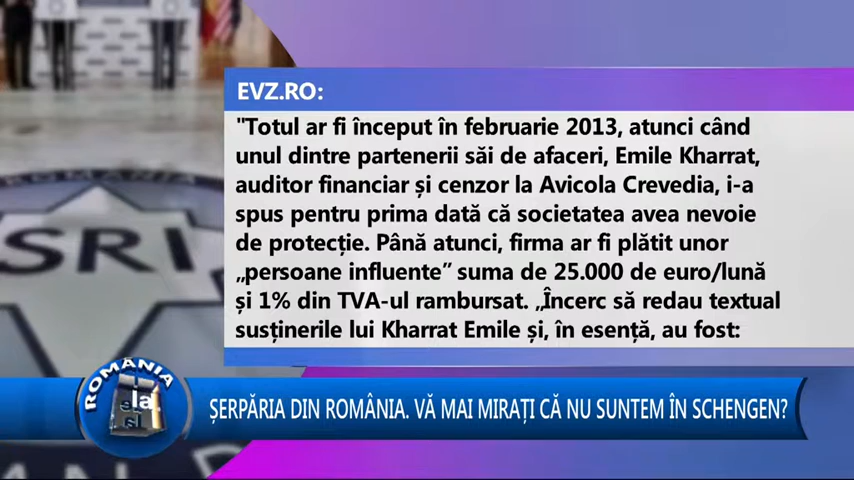 SRI
ROMÂNIA
SRI
EVZ.RO:
"Totul ar fi început în februarie 2013, atunci când
unul dintre partenerii săi de afaceri, Emile Kharrat,
auditor financiar și cenzor la Avicola Crevedia, i-a
spus pentru prima dată că societatea avea nevoie
de protecție. Până atunci, firma ar fi plătit unor
„persoane influente” suma de 25.000 de euro/lună
și 1% din TVA-ul rambursat. „Încerc să redau textual
susținerile lui Kharrat Emile și, în esență, au fost:
ROMÂNIA
la
ȘERPĂRIA DIN ROMÂNIA. VĂ MAI MIRAȚI CĂ NU SUNTEM ÎN SCHENGEN?